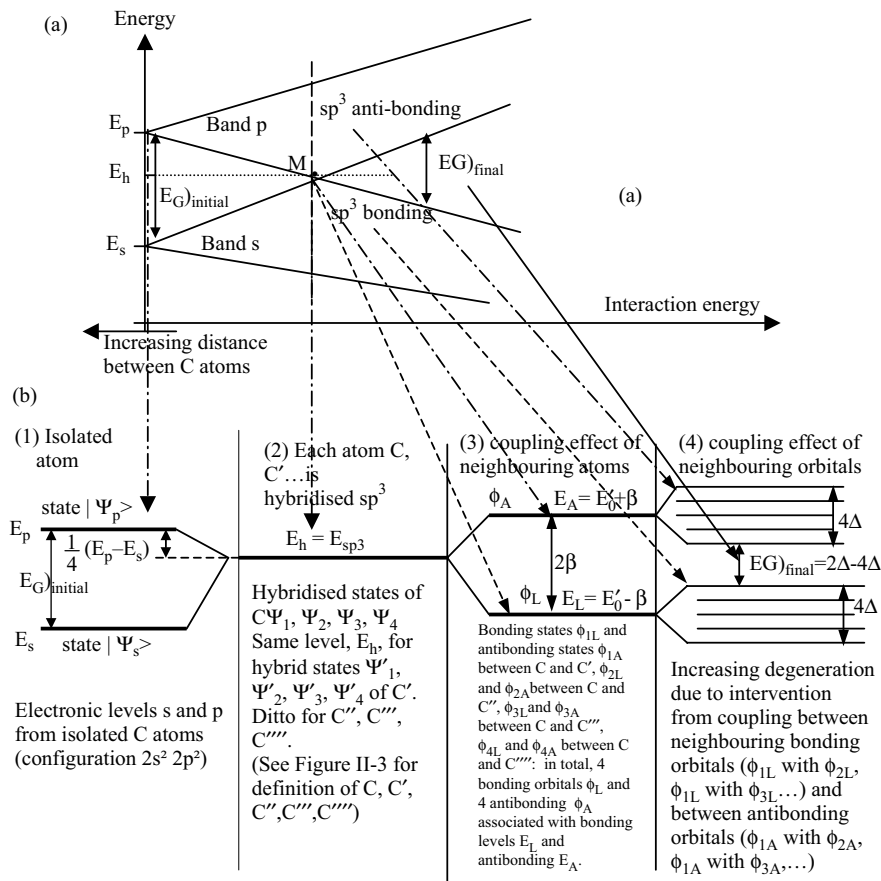 (a)
Energy
sp³ anti-bonding
E_p
Band p
M
E_h
EG)_final
E_G)_initial
sp³ bonding
(a)
E_s
Band s
Interaction energy
Increasing distance
between C atoms
(b)
(1) Isolated
atom
state | Ψ_p>
E_p
1/4 (E_p–E_s)
E_G)_initial
E_s
state | Ψ_s>
Electronic levels s and p
from isolated C atoms
(configuration 2s² 2p²)
(2) Each atom C,
C′…is
hybridised sp³
E_h = E_sp3
Hybridised states of
CΨ_1, Ψ_2, Ψ_3, Ψ_4
Same level, E_h, for
hybrid states Ψ′_1,
Ψ′_2, Ψ′_3, Ψ′_4 of C′.
Ditto for C″, C‴,
C⁗.
(See Figure II-3 for
definition of C, C′,
C″,C‴,C⁗)
(3) coupling effect of
neighbouring atoms
ϕ_A E_A= E′_0+β
2β
ϕ_L E_L= E′_0 - β
Bonding states ϕ_1L and
antibonding states ϕ_1A
between C and C′, ϕ_2L
and ϕ_2A between C and
C″, ϕ_3L and ϕ_3A
between C and C‴,
ϕ_4L and ϕ_4A between C
and C⁗: in total, 4
bonding orbitals ϕ_L and
4 antibonding ϕ_A
associated with bonding
levels E_L and
antibonding E_A.
(4) coupling effect of
neighbouring orbitals
4Δ
EG)_final=2Δ-4Δ
4Δ
Increasing degeneration
due to intervention
from coupling between
neighbouring bonding
orbitals (ϕ_1L with ϕ_2L,
ϕ_1L with ϕ_3L…) and
between antibonding
orbitals (ϕ_1A with ϕ_2A,
ϕ_1A with ϕ_3A,…)